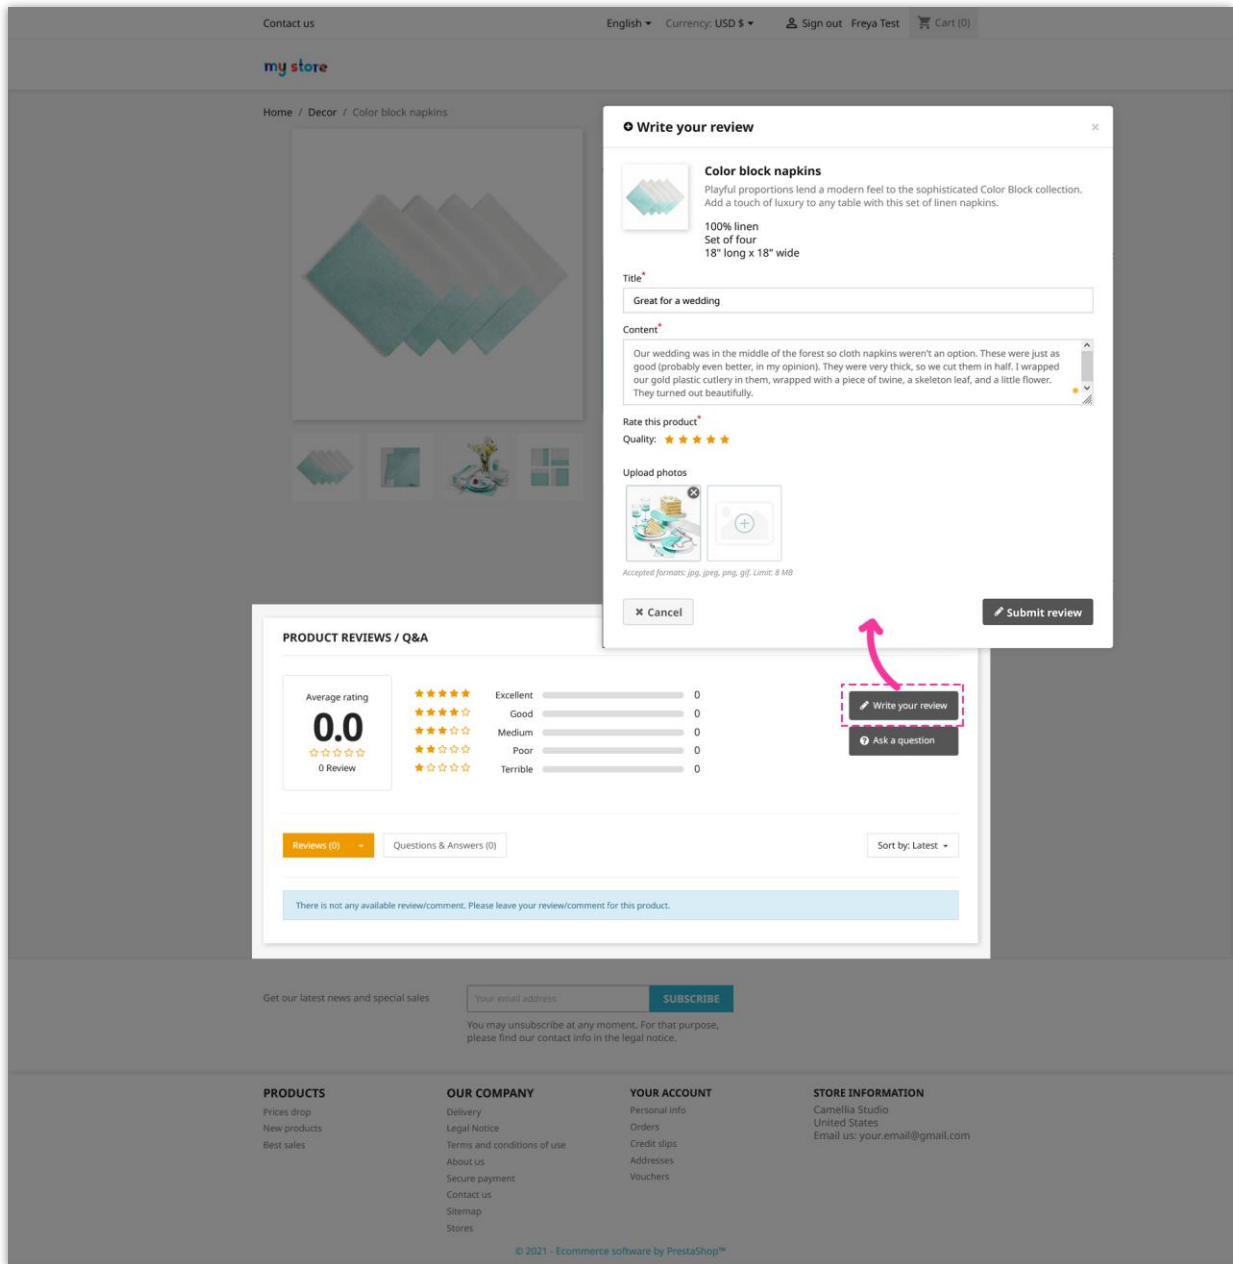 Contact us
English
Currency: USD $
Sign out
Freya Test
Cart (0)
my store
Home / Decor / Color block napkins
Write your review
Color block napkins
Playful proportions lend a modern feel to the sophisticated Color Block collection.
Add a touch of luxury to any table with this set of linen napkins.
100% linen
Set of four
18" long x 18" wide
Title*
Great for a wedding
Content*
Our wedding was in the middle of the forest so cloth napkins weren't an option. These were just as
good (probably even better, in my opinion). They were very thick, so we cut them in half. I wrapped
our gold plastic cutlery in them, wrapped with a piece of twine, a skeleton leaf, and a little flower.
They turned out beautifully.
Rate this product*
Quality:
Upload photos
Accepted formats: jpg, jpeg, png, gif. Limit: 8 MB
Cancel
Submit review
PRODUCT REVIEWS / Q&A
Average rating
0.0
0 Review
Excellent 0
Good 0
Medium 0
Poor 0
Terrible 0
Write your review
Ask a question
Reviews (0)
Questions & Answers (0)
Sort by: Latest
There is not any available review/comment. Please leave your review/comment for this product.
Get our latest news and special sales
Your email address
SUBSCRIBE
You may unsubscribe at any moment. For that purpose,
please find our contact info in the legal notice.
PRODUCTS
Prices drop
New products
Best sales
OUR COMPANY
Delivery
Legal Notice
Terms and conditions of use
About us
Secure payment
Contact us
Sitemap
Stores
YOUR ACCOUNT
Personal info
Orders
Credit slips
Addresses
Vouchers
STORE INFORMATION
Camellia Studio
United States
Email us: your.email@gmail.com
© 2021 - Ecommerce software by PrestaShop™